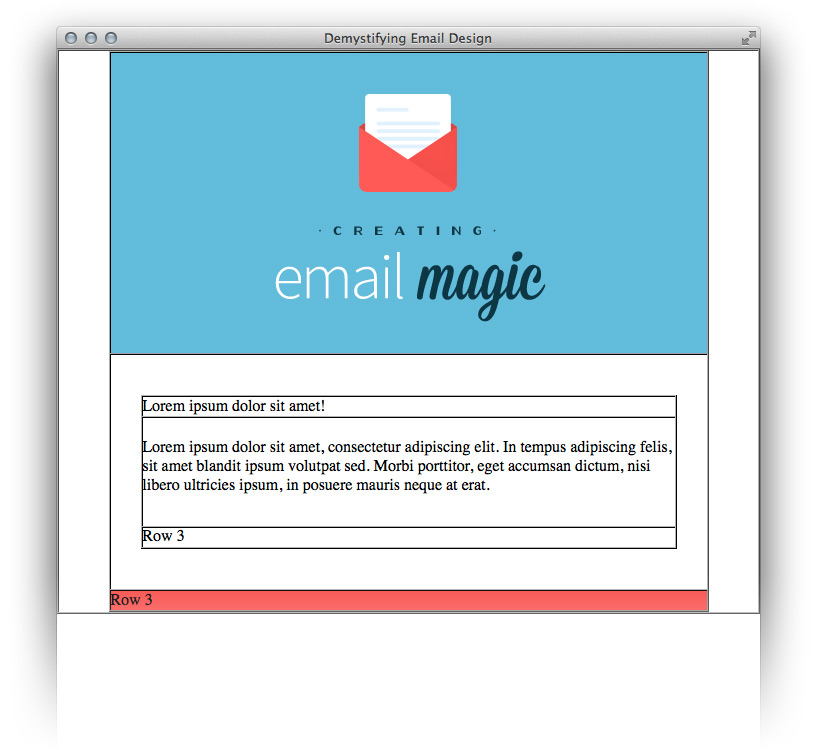 Demystifying Email Design
· CREATING ·
email magic
Lorem ipsum dolor sit amet!
Lorem ipsum dolor sit amet, consectetur adipiscing elit. In tempus adipiscing felis,
sit amet blandit ipsum volutpat sed. Morbi porttitor, eget accumsan dictum, nisi
libero ultricies ipsum, in posuere mauris neque at erat.
Row 3
Row 3